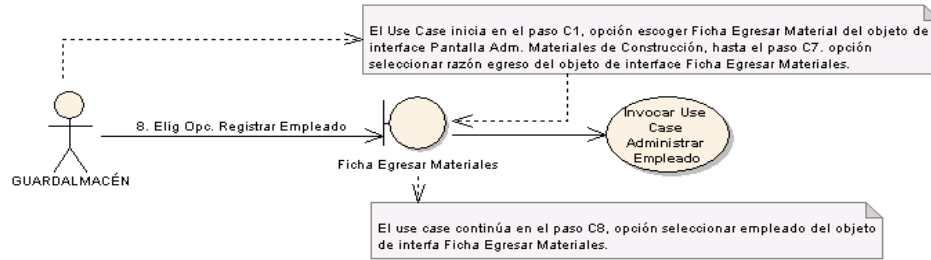 El Use Case inicia en el paso C1, opción escoger Ficha Egresar Material del objeto de
interface Pantalla Adm. Materiales de Construcción, hasta el paso C7. opción
seleccionar razón egreso del objeto de interface Ficha Egresar Materiales.
8. Elig Opc. Registrar Empleado
Invocar Use
Case
Administrar
Empleado
Ficha Egresar Materiales
GUARDALMACÉN
El use case continúa en el paso C8, opción seleccionar empleado del objeto
de interfa Ficha Egresar Materiales.